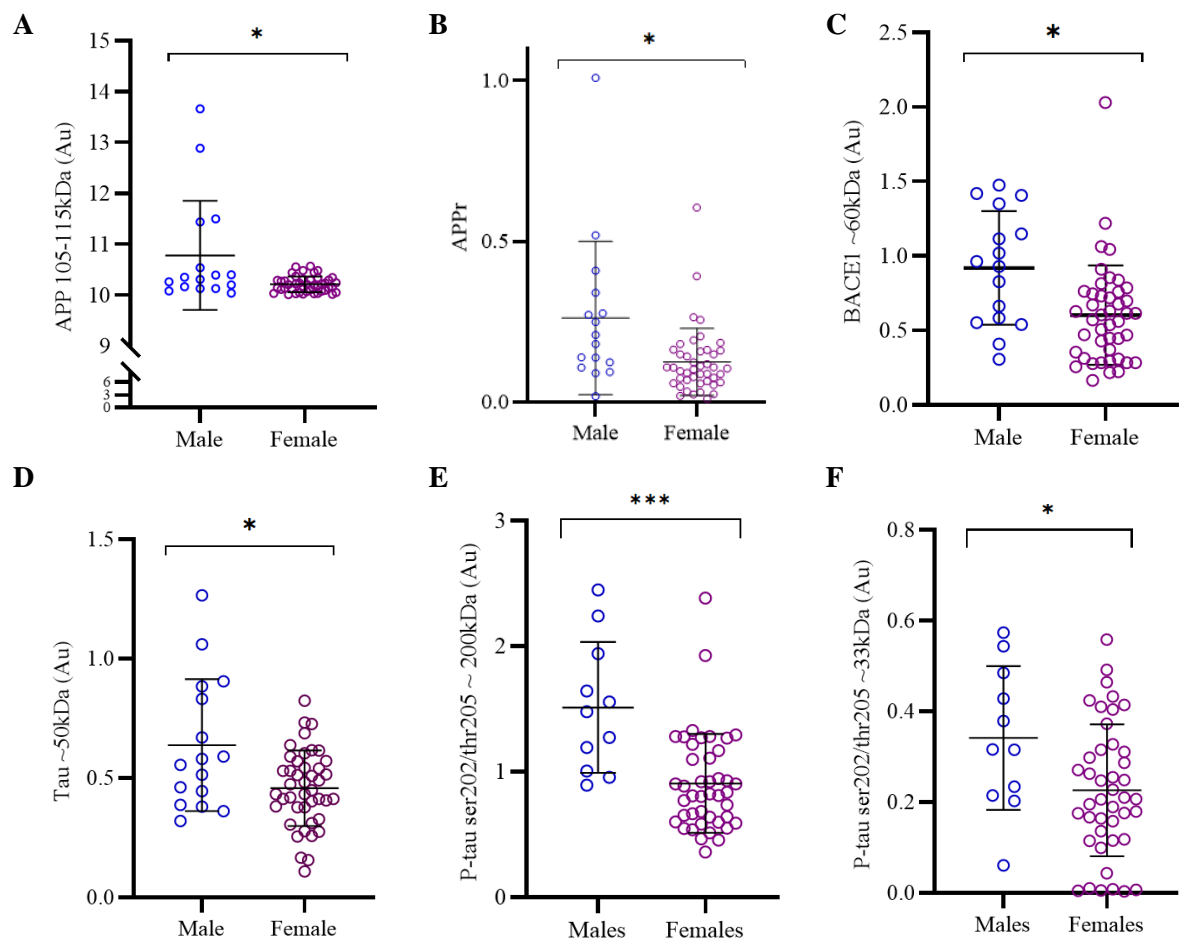 A
*
APP 105-115kDa (Au)
15
14
13
12
11
10
9
6
3
0
Male
Female
B
*
APPr
1.0
0.5
0.0
Male
Female
C
*
BACE1 ~60kDa (Au)
2.5
2.0
1.5
1.0
0.5
0.0
Male
Female
D
*
Tau ~50kDa (Au)
1.5
1.0
0.5
0.0
Male
Female
E
***
P-tau ser202/thr205 ~ 200kDa (Au)
3
2
1
0
Males
Females
F
*
P-tau ser202/thr205 ~33kDa (Au)
0.8
0.6
0.4
0.2
0.0
Males
Females